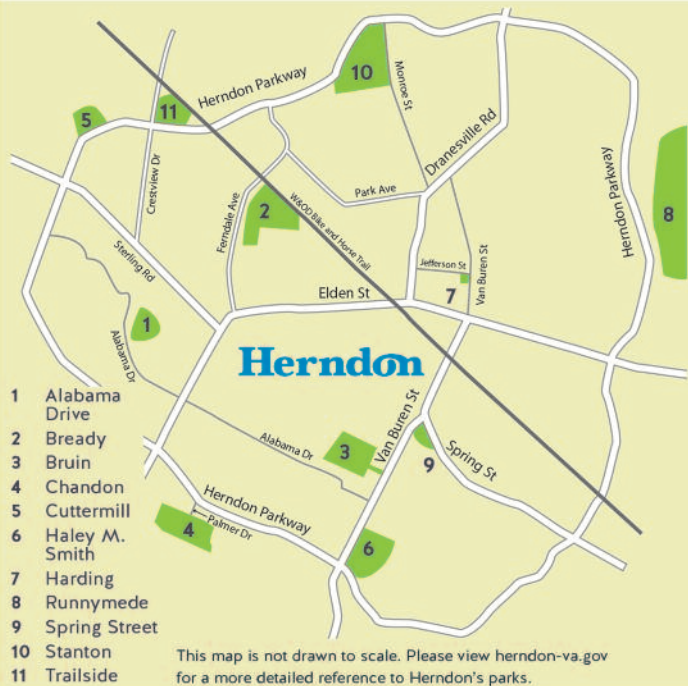 10
Herndon Parkway
Monroe St
11
5
Dranesville Rd
Crestview Dr
Park Ave
Herndon Parkway
Ferndale Ave
2
W&OD Bike and Horse Trail
8
Sterling Rd
Jefferson St
Van Buren St
7
Elden St
1
Alabama Dr
Herndon
Van Buren St
Alabama Dr
3
Spring St
9
Herndon Parkway
4
Palmer Dr
6
1 Alabama
Drive
2 Bready
3 Bruin
4 Chandon
5 Cuttermill
6 Haley M.
Smith
7 Harding
8 Runnymede
9 Spring Street
10 Stanton
11 Trailside
This map is not drawn to scale. Please view herndon-va.gov
for a more detailed reference to Herndon's parks.